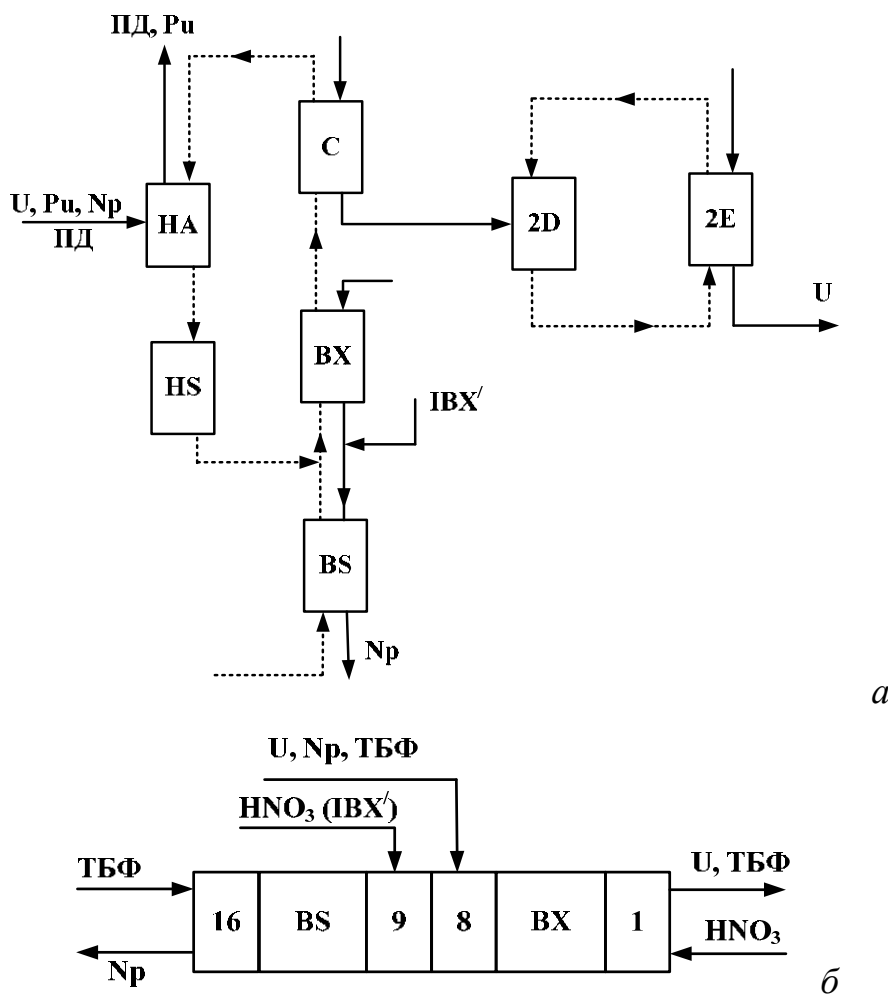 ПД, Pu
C
U, Pu, Np
ПД
HA
2D
2E
U
BX
HS
IBX/
BS
Np
а
U, Np, ТБФ
HNO3 (IBX/)
ТБФ
U, ТБФ
16
BS
9
8
BX
1
HNO3
Np
б